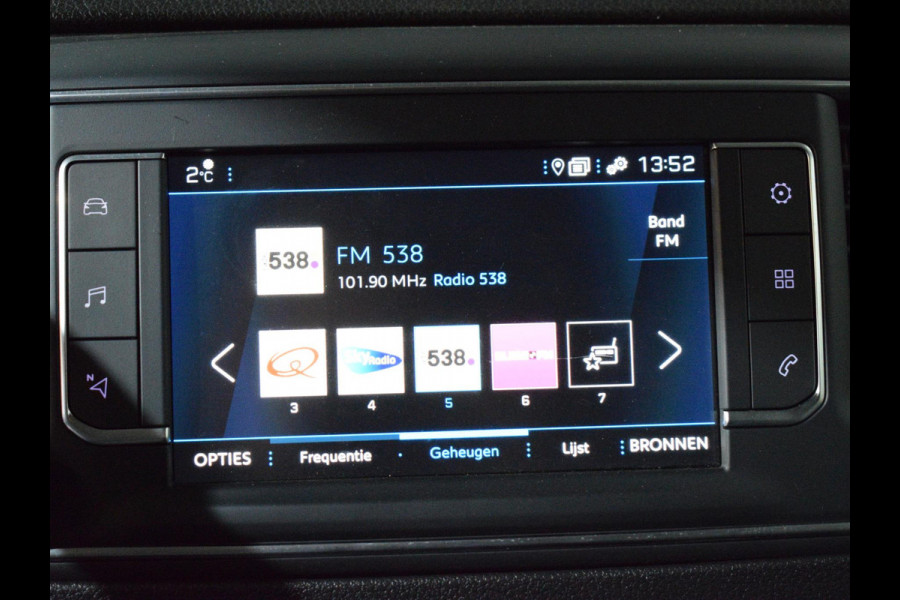 2°C
13:52
Band
FM
538
FM 538
101.90 MHz Radio 538
Radio
538
3
4
5
6
7
N
OPTIES
Frequentie
Geheugen
Lijst
BRONNEN